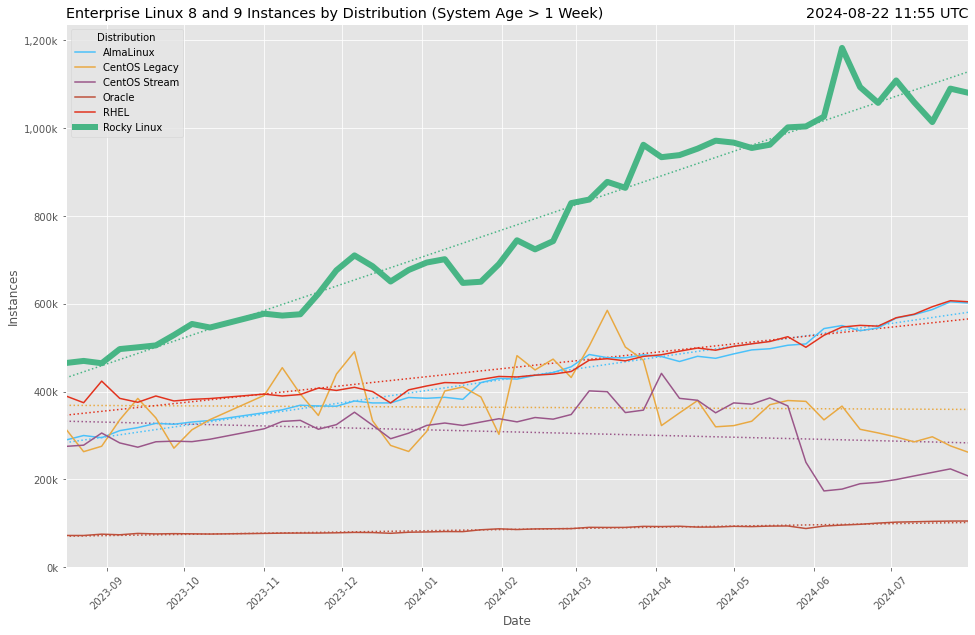 Enterprise Linux 8 and 9 Instances by Distribution (System Age > 1 Week)
2024-08-22 11:55 UTC
Distribution
AlmaLinux
CentOS Legacy
CentOS Stream
Oracle
RHEL
Rocky Linux
1,200k
1,000k
800k
600k
400k
200k
0k
Instances
2023-09
2023-10
2023-11
2023-12
2024-01
2024-02
2024-03
2024-04
2024-05
2024-06
2024-07
Date